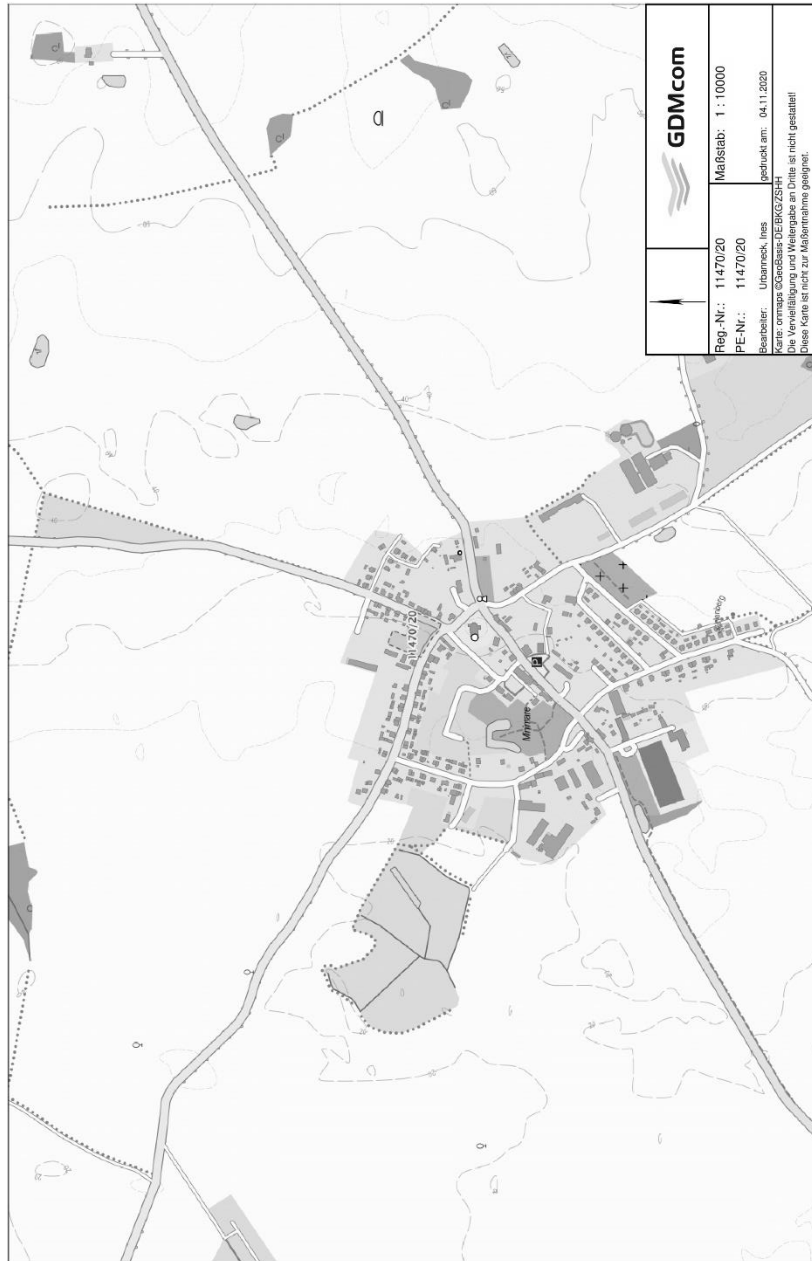 GDMcom
Reg.-Nr.: 11470/20
Maßstab: 1 : 10000
PE-Nr.: 11470/20
Bearbeiter: Urbanneck, Ines
gedruckt am: 04.11.2020
Karte: onmaps ©GeoBasis-DE/BKG/ZSHH
Die Vervielfältigung und Weitergabe an Dritte ist nicht gestattet!
Diese Karte ist nicht zur Maßentnahme geeignet.
11470/20
P